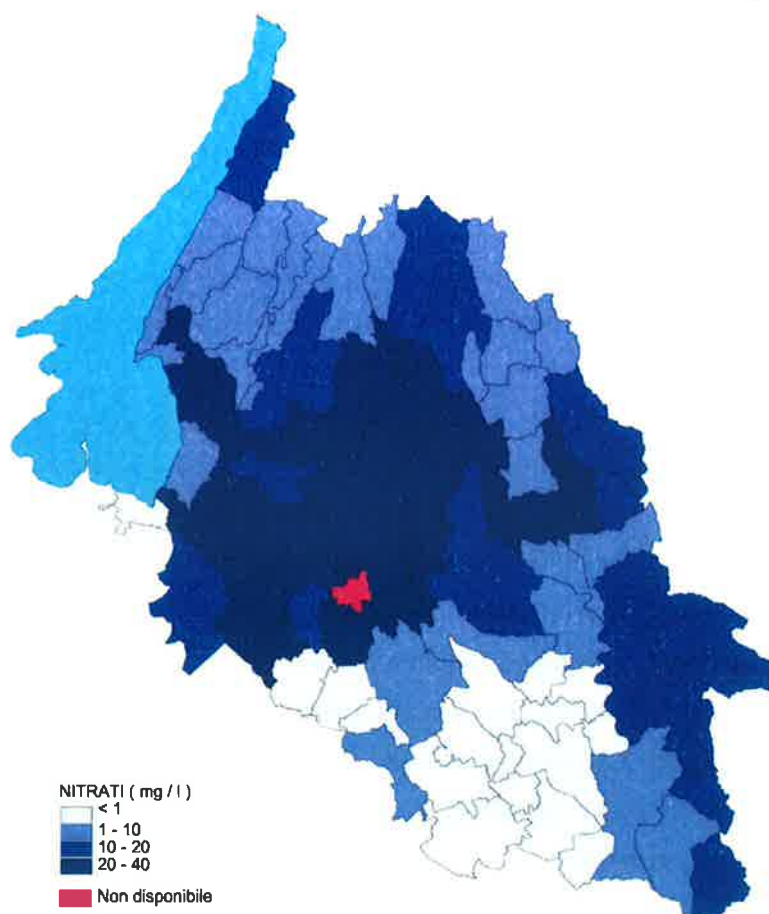 NITRATI ( mg / l )
< 1
1 - 10
10 - 20
20 - 40
Non disponibile